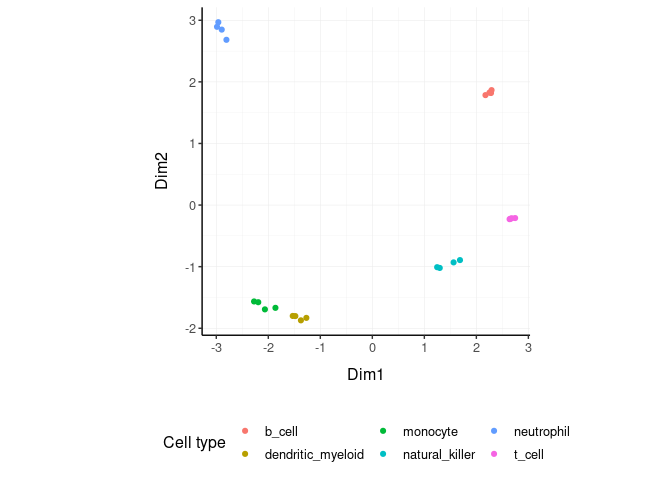 3
2
1
0
-1
-2
Dim2
-3 -2 -1 0 1 2 3
Dim1
Cell type
b_cell monocyte neutrophil
dendritic_myeloid natural_killer t_cell